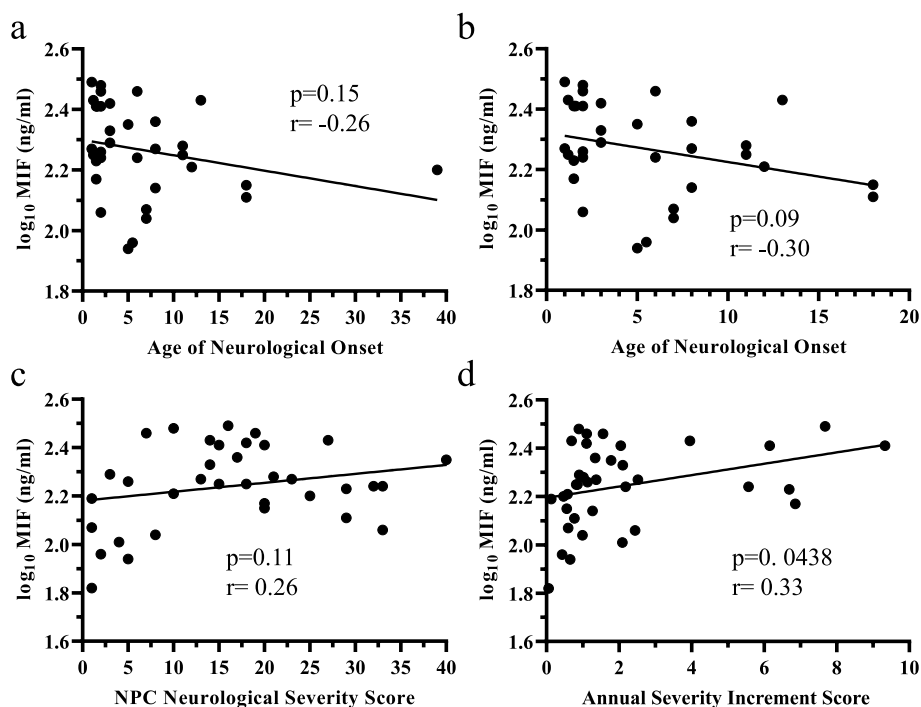 a
2.6
2.4
2.2
2.0
1.8
log10 MIF (ng/ml)
p=0.15
r= -0.26
0 5 10 15 20 25 30 35 40
Age of Neurological Onset
b
2.6
2.4
2.2
2.0
1.8
log10 MIF (ng/ml)
p=0.09
r= -0.30
0 5 10 15 20
Age of Neurological Onset
c
2.6
2.4
2.2
2.0
1.8
1.6
log10 MIF (ng/ml)
p=0.11
r= 0.26
0 5 10 15 20 25 30 35 40
NPC Neurological Severity Score
d
2.6
2.4
2.2
2.0
1.8
1.6
log10 MIF (ng/ml)
p=0. 0438
r= 0.33
0 2 4 6 8 10
Annual Severity Increment Score